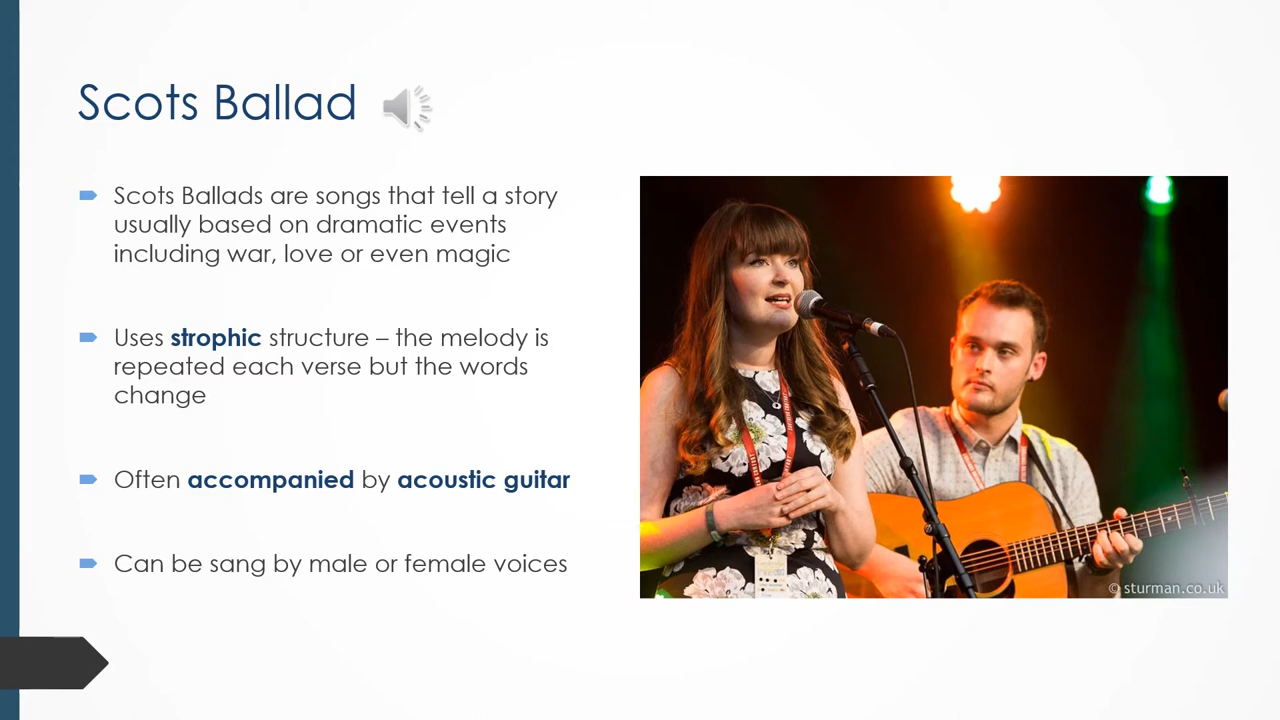 Scots Ballad
Scots Ballads are songs that tell a story
usually based on dramatic events
including war, love or even magic
Uses strophic structure – the melody is
repeated each verse but the words
change
Often accompanied by acoustic guitar
Can be sang by male or female voices
© sturman.co.uk